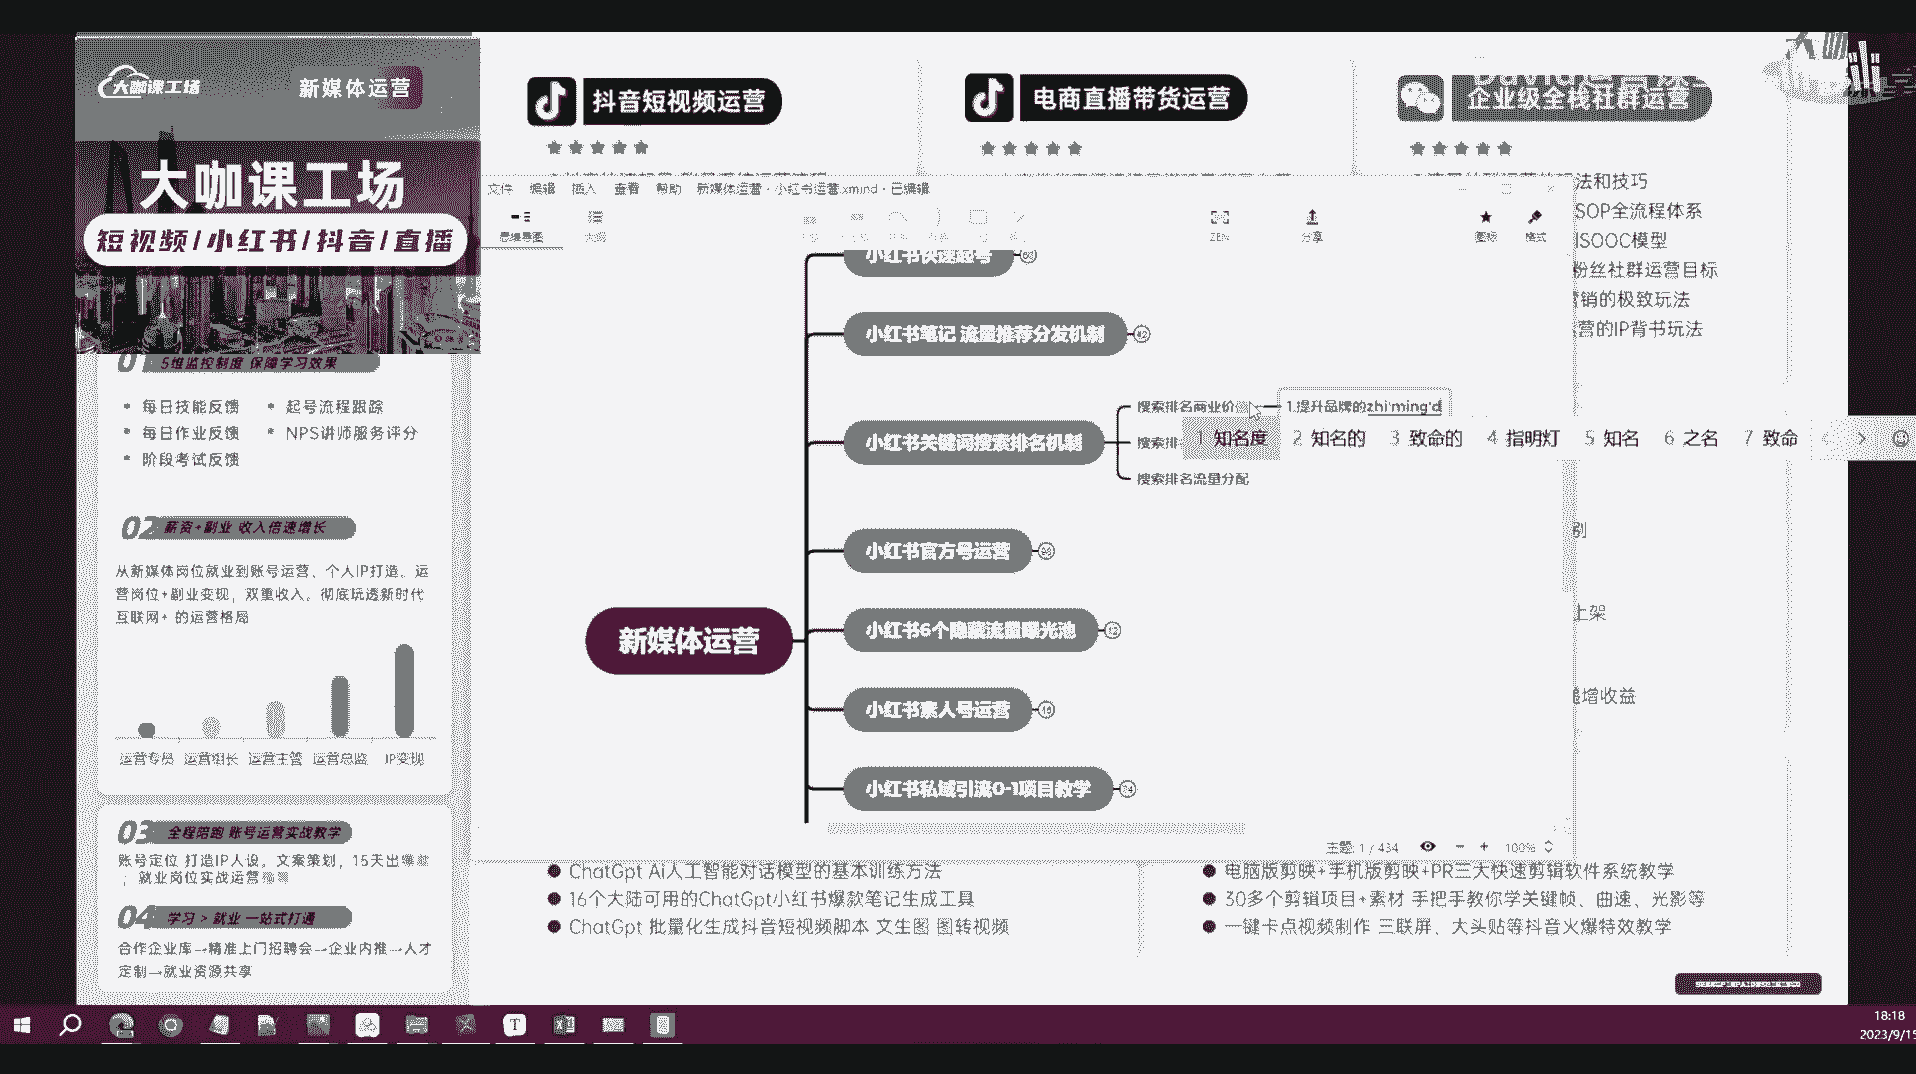 大咖课工场
新媒体运营
大咖课工场
短视频/小红书/抖音/直播
01 5维监控制度 保障学习效果
每日技能反馈
起号流程跟踪
每日作业反馈
NPS讲师服务评分
阶段考试反馈
02 薪资+副业 收入倍速增长
从新媒体岗位就业到账号运营、个人IP打造。运
营岗位+副业变现，双重收入。彻底玩透新时代
互联网+ 的运营格局
运营专员 运营组长 运营主管 运营总监 IP变现
03 全程陪跑 账号运营实战教学
账号定位 打造IP人设，文案策划，15天出
；就业岗位实战运营
04 学习 > 就业 一站式打通
合作企业库→精准上门招聘会→企业内推→人才
定制→就业资源共享
抖音短视频运营
电商直播带货运营
企业级全栈社群运营
大咖
法和技巧
SOP全流程体系
ISOOC模型
粉丝社群运营目标
营销的极致玩法
运营的IP背书玩法
上架
递增收益
文件 编辑 插入 查看 帮助 新媒体运营 - 小红书运营.xmind - 已编辑
思维导图
大纲
ZEN
分享
图标
格式
小红书快速起号
小红书笔记 流量推荐分发机制
42
小红书关键词搜索排名机制
搜索排名商业价
1.提升品牌的zhi'ming'd
搜索排
搜索排名流量分配
1 知名度 2 知名的 3 致命的 4 指明灯 5 知名 6 之名 7 致命
小红书官方号运营
小红书6个隐藏流量曝光池
12
新媒体运营
小红书素人号运营
小红书私域引流0-1项目教学
74
主题: 1 / 434
100%
ChatGpt Ai人工智能对话模型的基本训练方法
16个大陆可用的ChatGpt小红书爆款笔记生成工具
ChatGpt 批量化生成抖音短视频脚本 文生图 图转视频
电脑版剪映+手机版剪映+PR三大快速剪辑软件系统教学
30多个剪辑项目+素材 手把手教你学关键帧、曲速、光影等
一键卡点视频制作 三联屏、大头贴等抖音火爆特效教学
18:18
2023/9/15